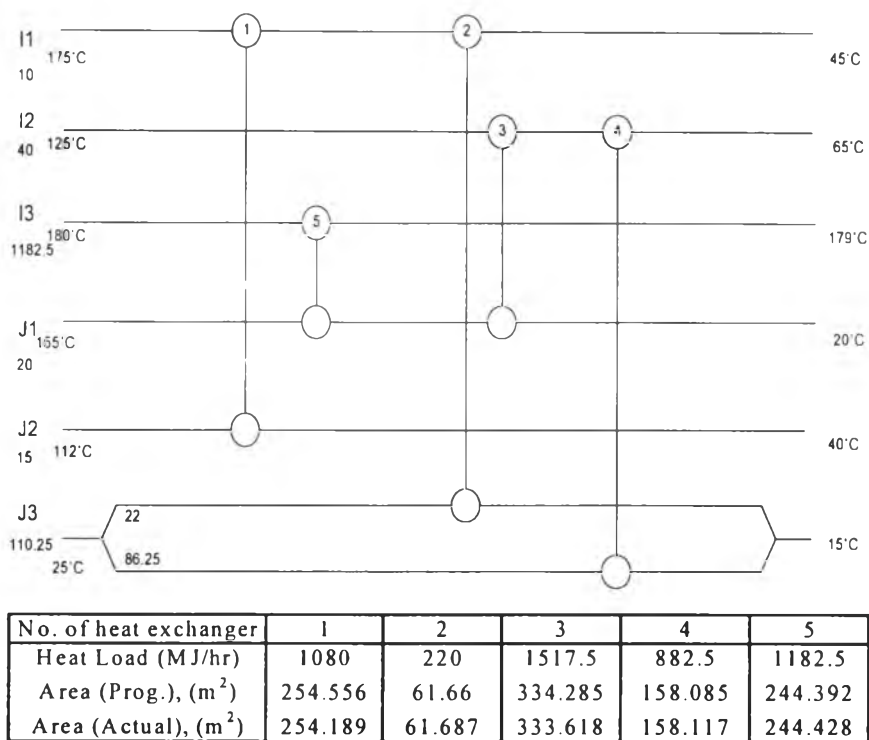 1 2
I1 175°C 45°C
10
3 4
I2 125°C 65°C
40
5
I3 180°C 179°C
1182.5
J1 155°C 20°C
20
J2 112°C 40°C
15
J3 22
110.25 86.25 15°C
25°C
No. of heat exchanger 1 2 3 4 5
Heat Load (MJ/hr) 1080 220 1517.5 882.5 1182.5
Area (Prog.), (m²) 254.556 61.66 334.285 158.085 244.392
Area (Actual), (m²) 254.189 61.687 333.618 158.117 244.428